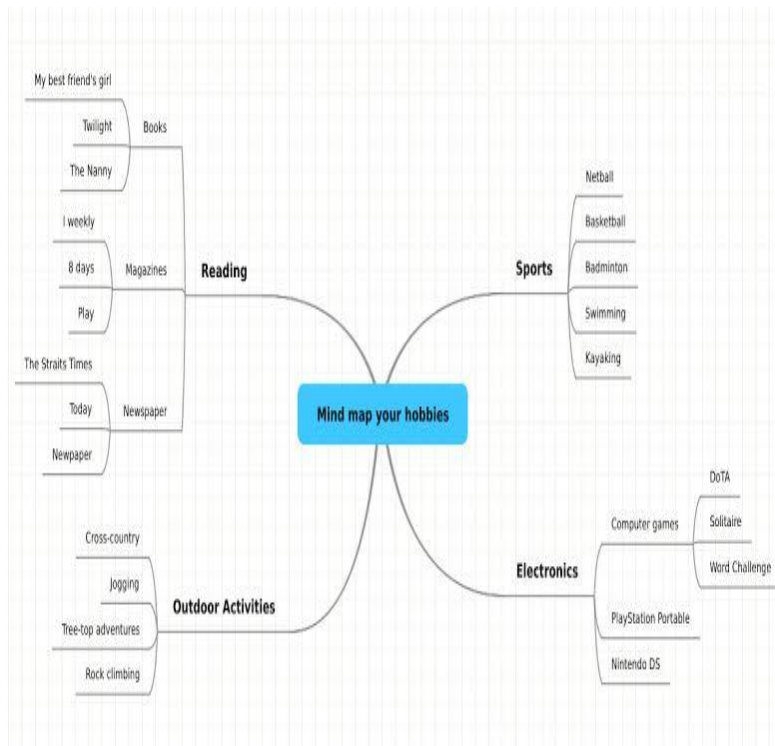 Mind map your hobbies
Reading
Books
My best friend's girl
Twilight
The Nanny
Magazines
I weekly
8 days
Play
Newspaper
The Straits Times
Today
Newpaper
Outdoor Activities
Cross-country
Jogging
Tree-top adventures
Rock climbing
Sports
Netball
Basketball
Badminton
Swimming
Kayaking
Electronics
Computer games
DoTA
Solitaire
Word Challenge
PlayStation Portable
Nintendo DS